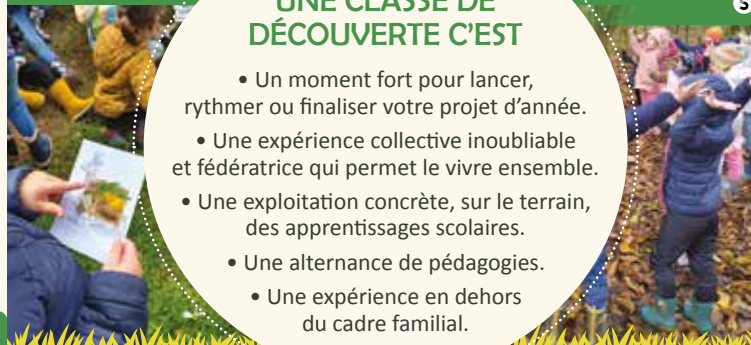 UNE CLASSE DE
DÉCOUVERTE C’EST
• Un moment fort pour lancer,
rythmer ou finaliser votre projet d’année.
• Une expérience collective inoubliable
et fédératrice qui permet le vivre ensemble.
• Une exploitation concrète, sur le terrain,
des apprentissages scolaires.
• Une alternance de pédagogies.
• Une expérience en dehors
du cadre familial.